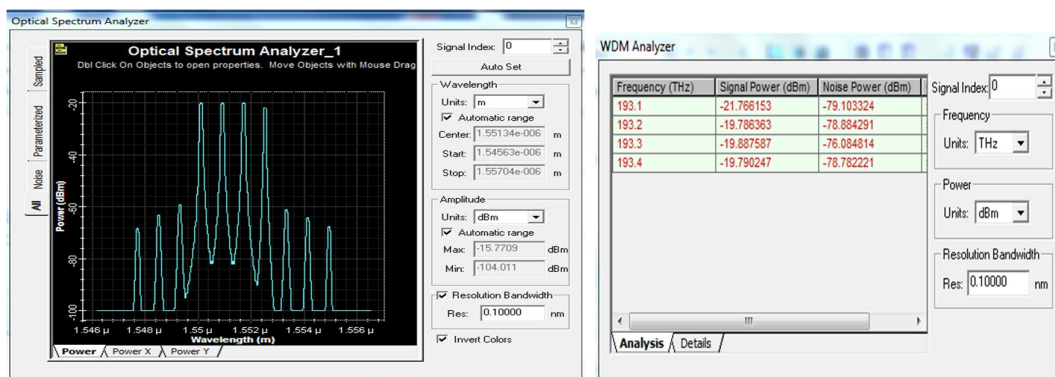 Optical Spectrum Analyzer
Optical Spectrum Analyzer_1
Dbl Click On Objects to open properties. Move Objects with Mouse Drag
Sampled
Parameterized
Noise
All
Power (dBm)
-20
-40
-60
-80
-100
1.546 µ 1.548 µ 1.55 µ 1.552 µ 1.554 µ 1.556 µ
Wavelength (m)
Power Power X Power Y
Signal Index: 0
Auto Set
Wavelength
Units: m
Automatic range
Center: 1.55134e-006 m
Start: 1.54563e-006 m
Stop: 1.55704e-006 m
Amplitude
Units: dBm
Automatic range
Max: -15.7709 dBm
Min: -104.011 dBm
Resolution Bandwidth
Res: 0.10000 nm
Invert Colors
WDM Analyzer
Frequency (THz) Signal Power (dBm) Noise Power (dBm)
193.1 -21.766153 -79.103324
193.2 -19.786363 -78.884291
193.3 -19.887587 -76.084814
193.4 -19.790247 -78.782221
Analysis Details
Signal Index: 0
Frequency
Units: THz
Power
Units: dBm
Resolution Bandwidth
Res: 0.10000 nm